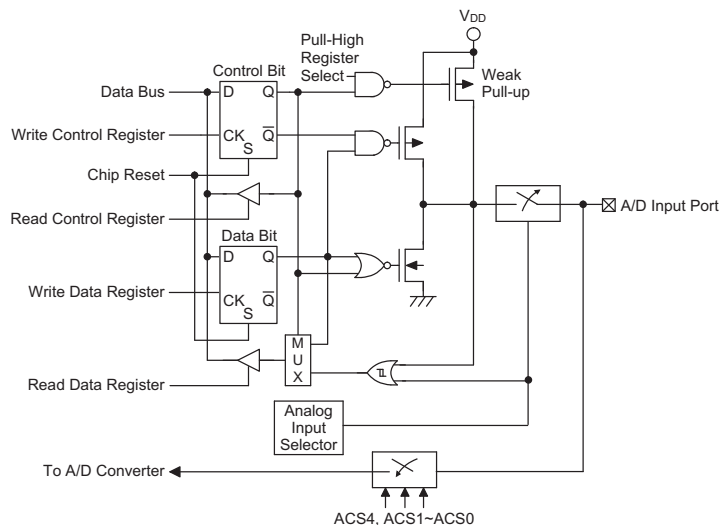 VDD
Pull-High
Register
Select
Weak
Pull-up
Control Bit
Data Bus
D Q
Write Control Register
CK Q
S
Chip Reset
Read Control Register
A/D Input Port
Data Bit
D Q
Write Data Register
CK Q
S
M
U
X
Read Data Register
Analog
Input
Selector
To A/D Converter
ACS4, ACS1~ACS0